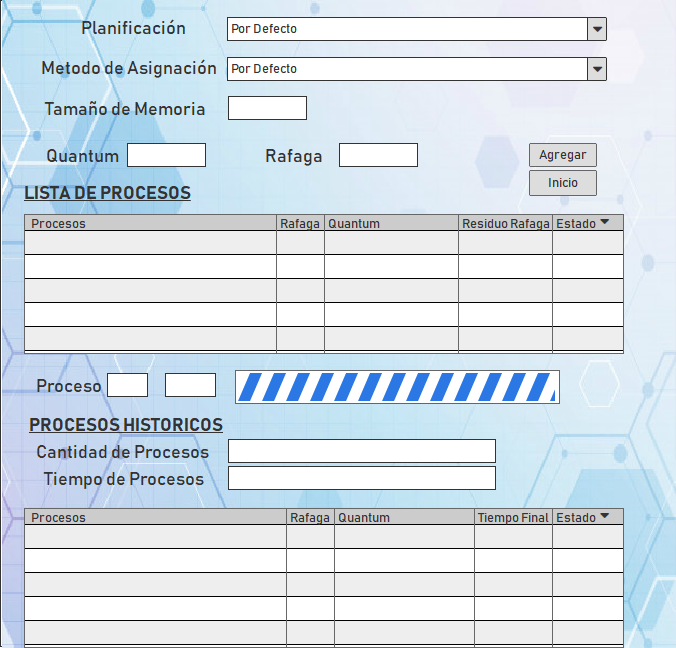 Planificación Por Defecto
Metodo de Asignación Por Defecto
Tamaño de Memoria
Quantum Rafaga Agregar
Inicio
LISTA DE PROCESOS
Procesos Rafaga Quantum Residuo Rafaga Estado
Proceso
PROCESOS HISTORICOS
Cantidad de Procesos
Tiempo de Procesos
Procesos Rafaga Quantum Tiempo Final Estado